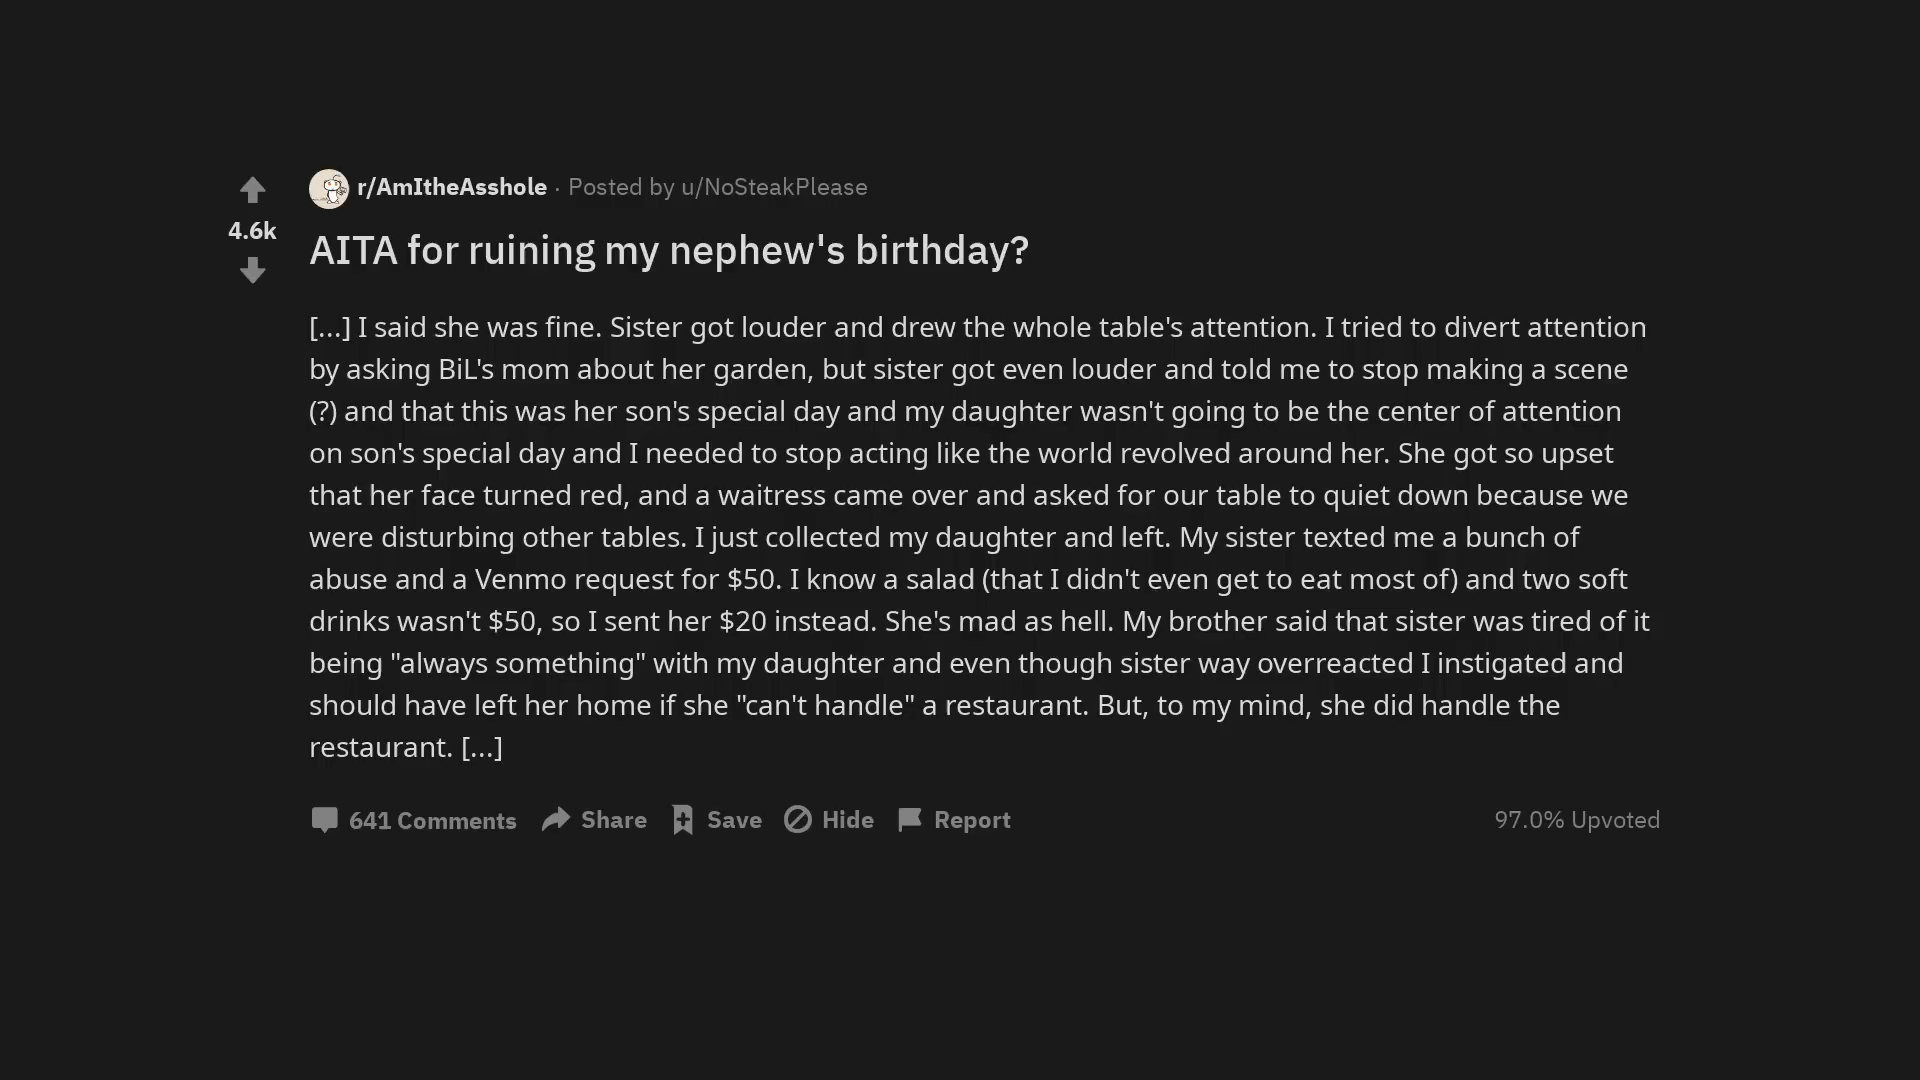 r/AmItheAsshole · Posted by u/NoSteakPlease
4.6k
AITA for ruining my nephew's birthday?
[...] I said she was fine. Sister got louder and drew the whole table's attention. I tried to divert attention
by asking BiL's mom about her garden, but sister got even louder and told me to stop making a scene
(?) and that this was her son's special day and my daughter wasn't going to be the center of attention
on son's special day and I needed to stop acting like the world revolved around her. She got so upset
that her face turned red, and a waitress came over and asked for our table to quiet down because we
were disturbing other tables. I just collected my daughter and left. My sister texted me a bunch of
abuse and a Venmo request for $50. I know a salad (that I didn't even get to eat most of) and two soft
drinks wasn't $50, so I sent her $20 instead. She's mad as hell. My brother said that sister was tired of it
being "always something" with my daughter and even though sister way overreacted I instigated and
should have left her home if she "can't handle" a restaurant. But, to my mind, she did handle the
restaurant. [...]
641 Comments Share Save Hide Report 97.0% Upvoted